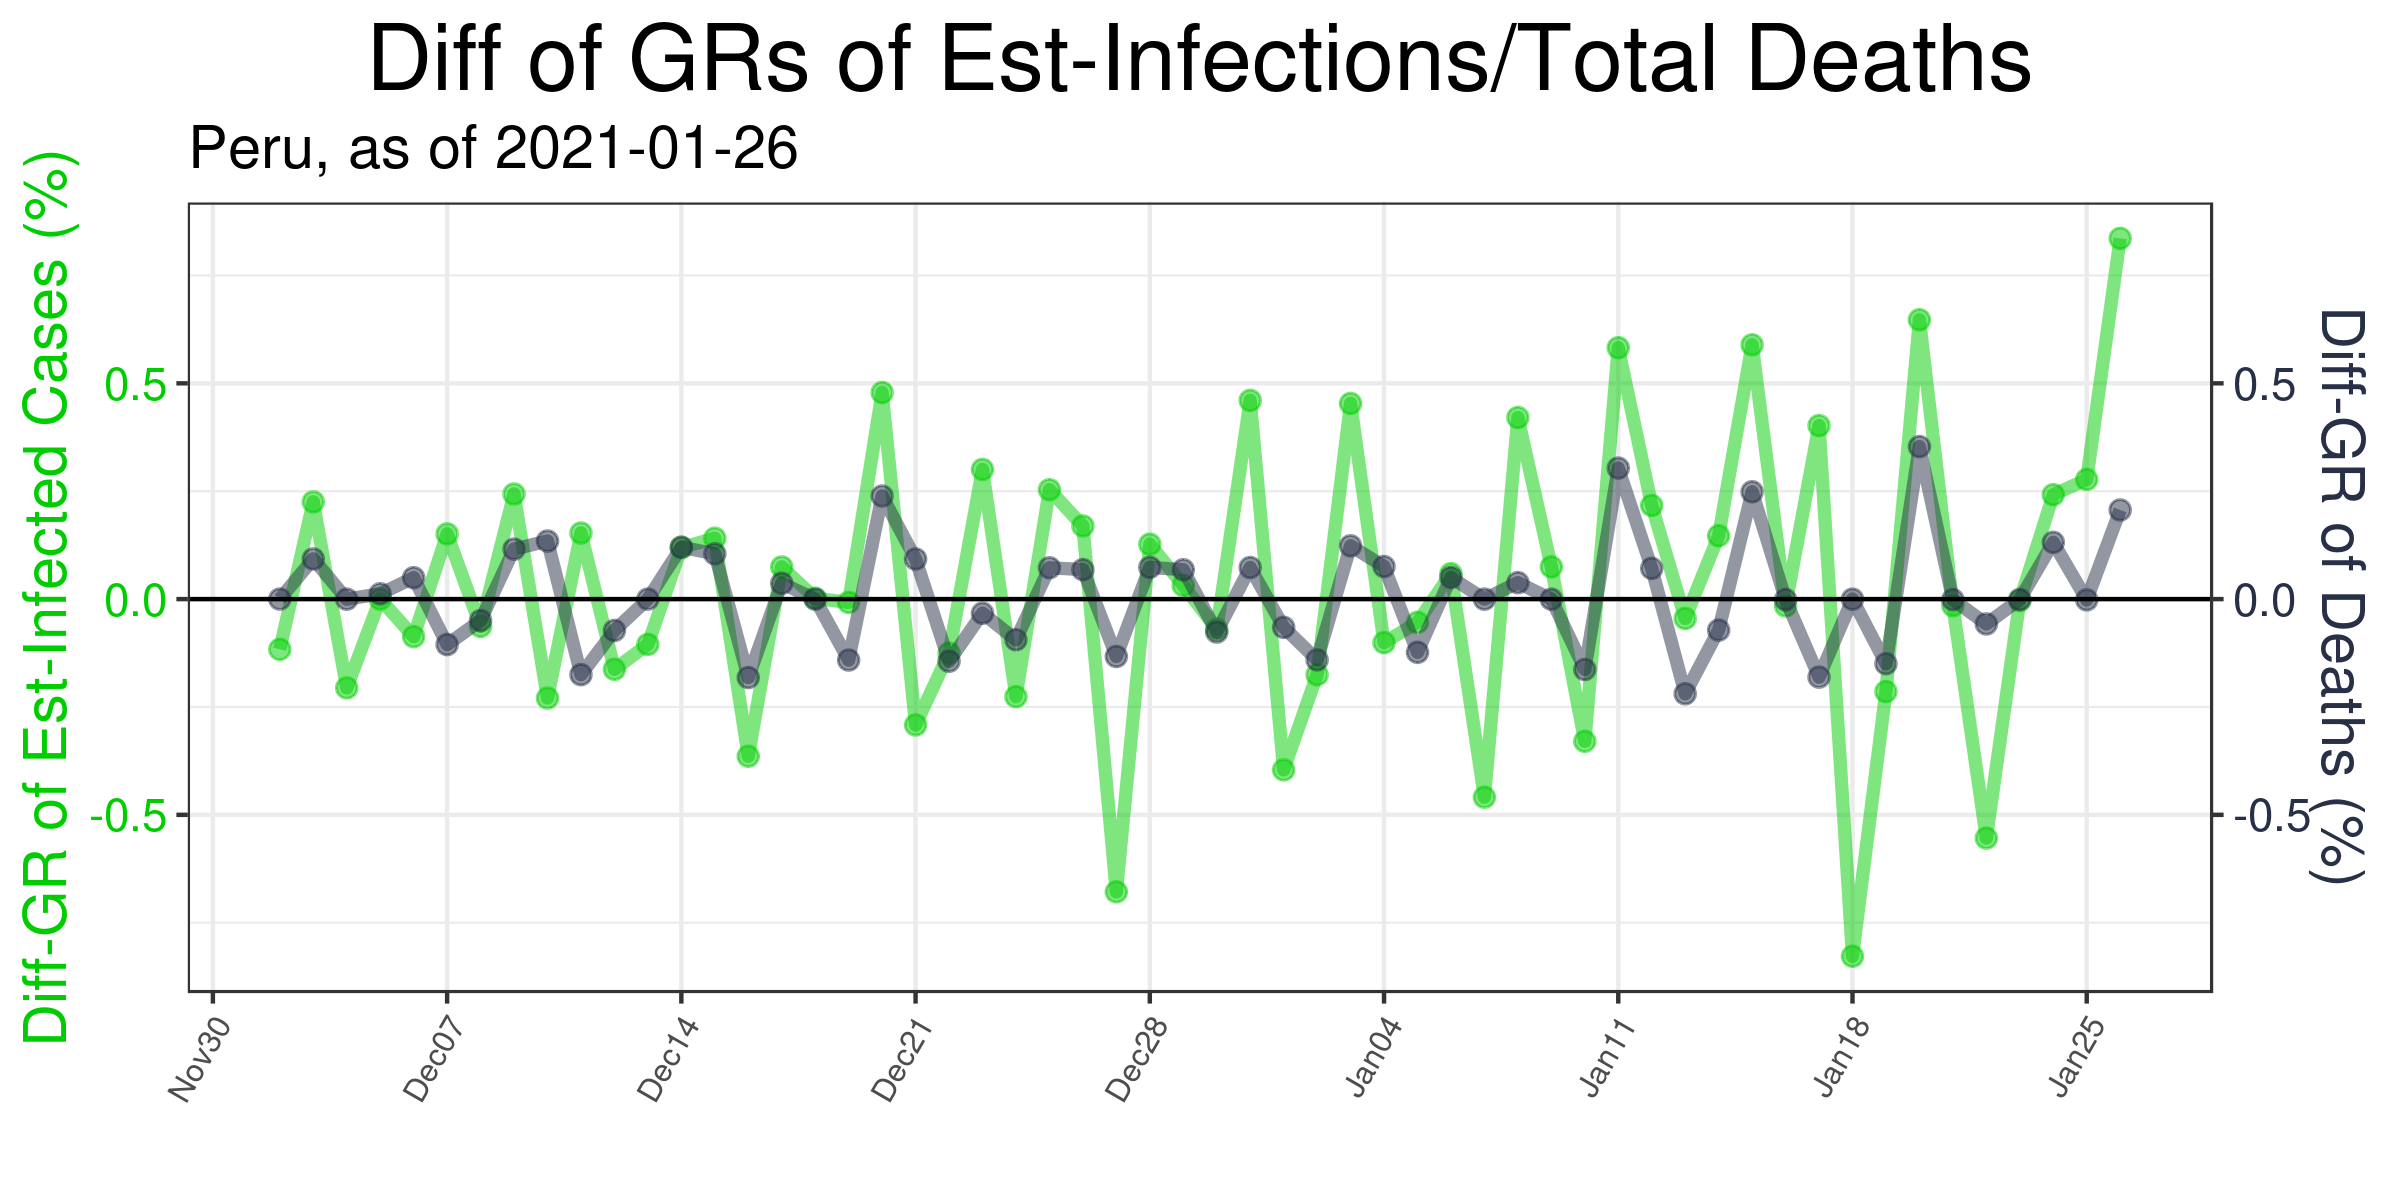 Diff of GRs of Est-Infections/Total Deaths
Peru, as of 2021-01-26
Diff-GR of Est-Infected Cases (%)
0.5
0.0
-0.5
0.5
0.0
-0.5
Diff-GR of Deaths (%)
Nov30
Dec07
Dec14
Dec21
Dec28
Jan04
Jan11
Jan18
Jan25